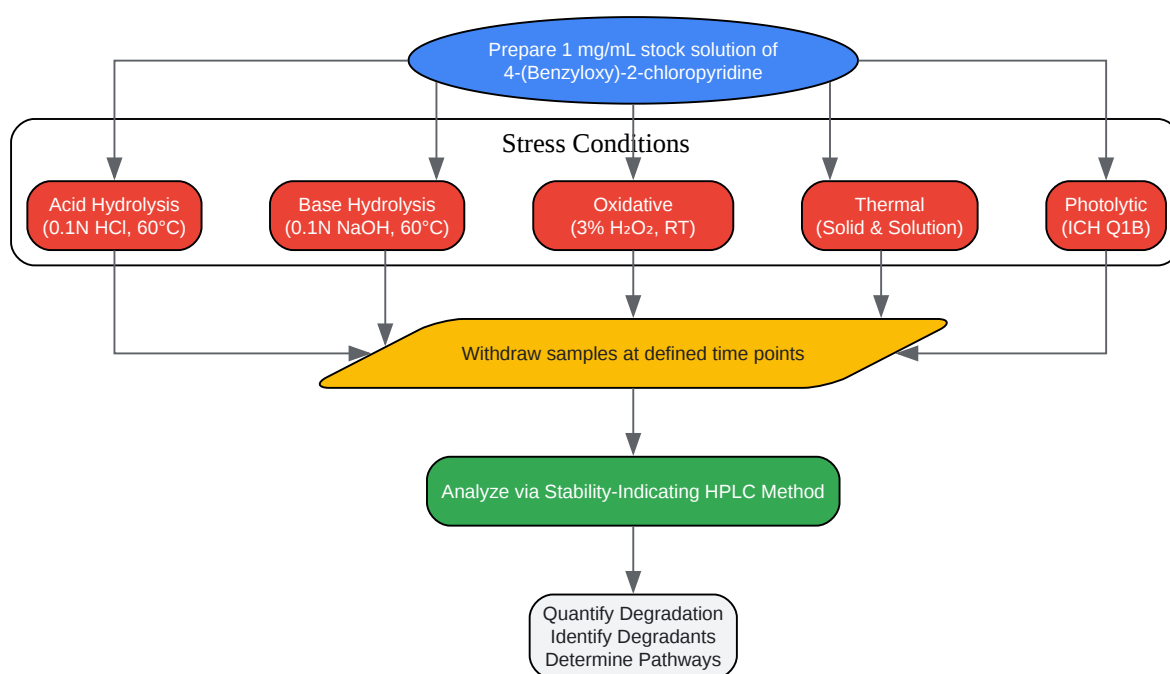 Prepare 1 mg/mL stock solution of
4-(Benzyloxy)-2-chloropyridine
Stress Conditions
Acid Hydrolysis
(0.1N HCl, 60°C)
Base Hydrolysis
(0.1N NaOH, 60°C)
Oxidative
(3% H₂O₂, RT)
Thermal
(Solid & Solution)
Photolytic
(ICH Q1B)
Withdraw samples at defined time points
Analyze via Stability-Indicating HPLC Method
Quantify Degradation
Identify Degradants
Determine Pathways